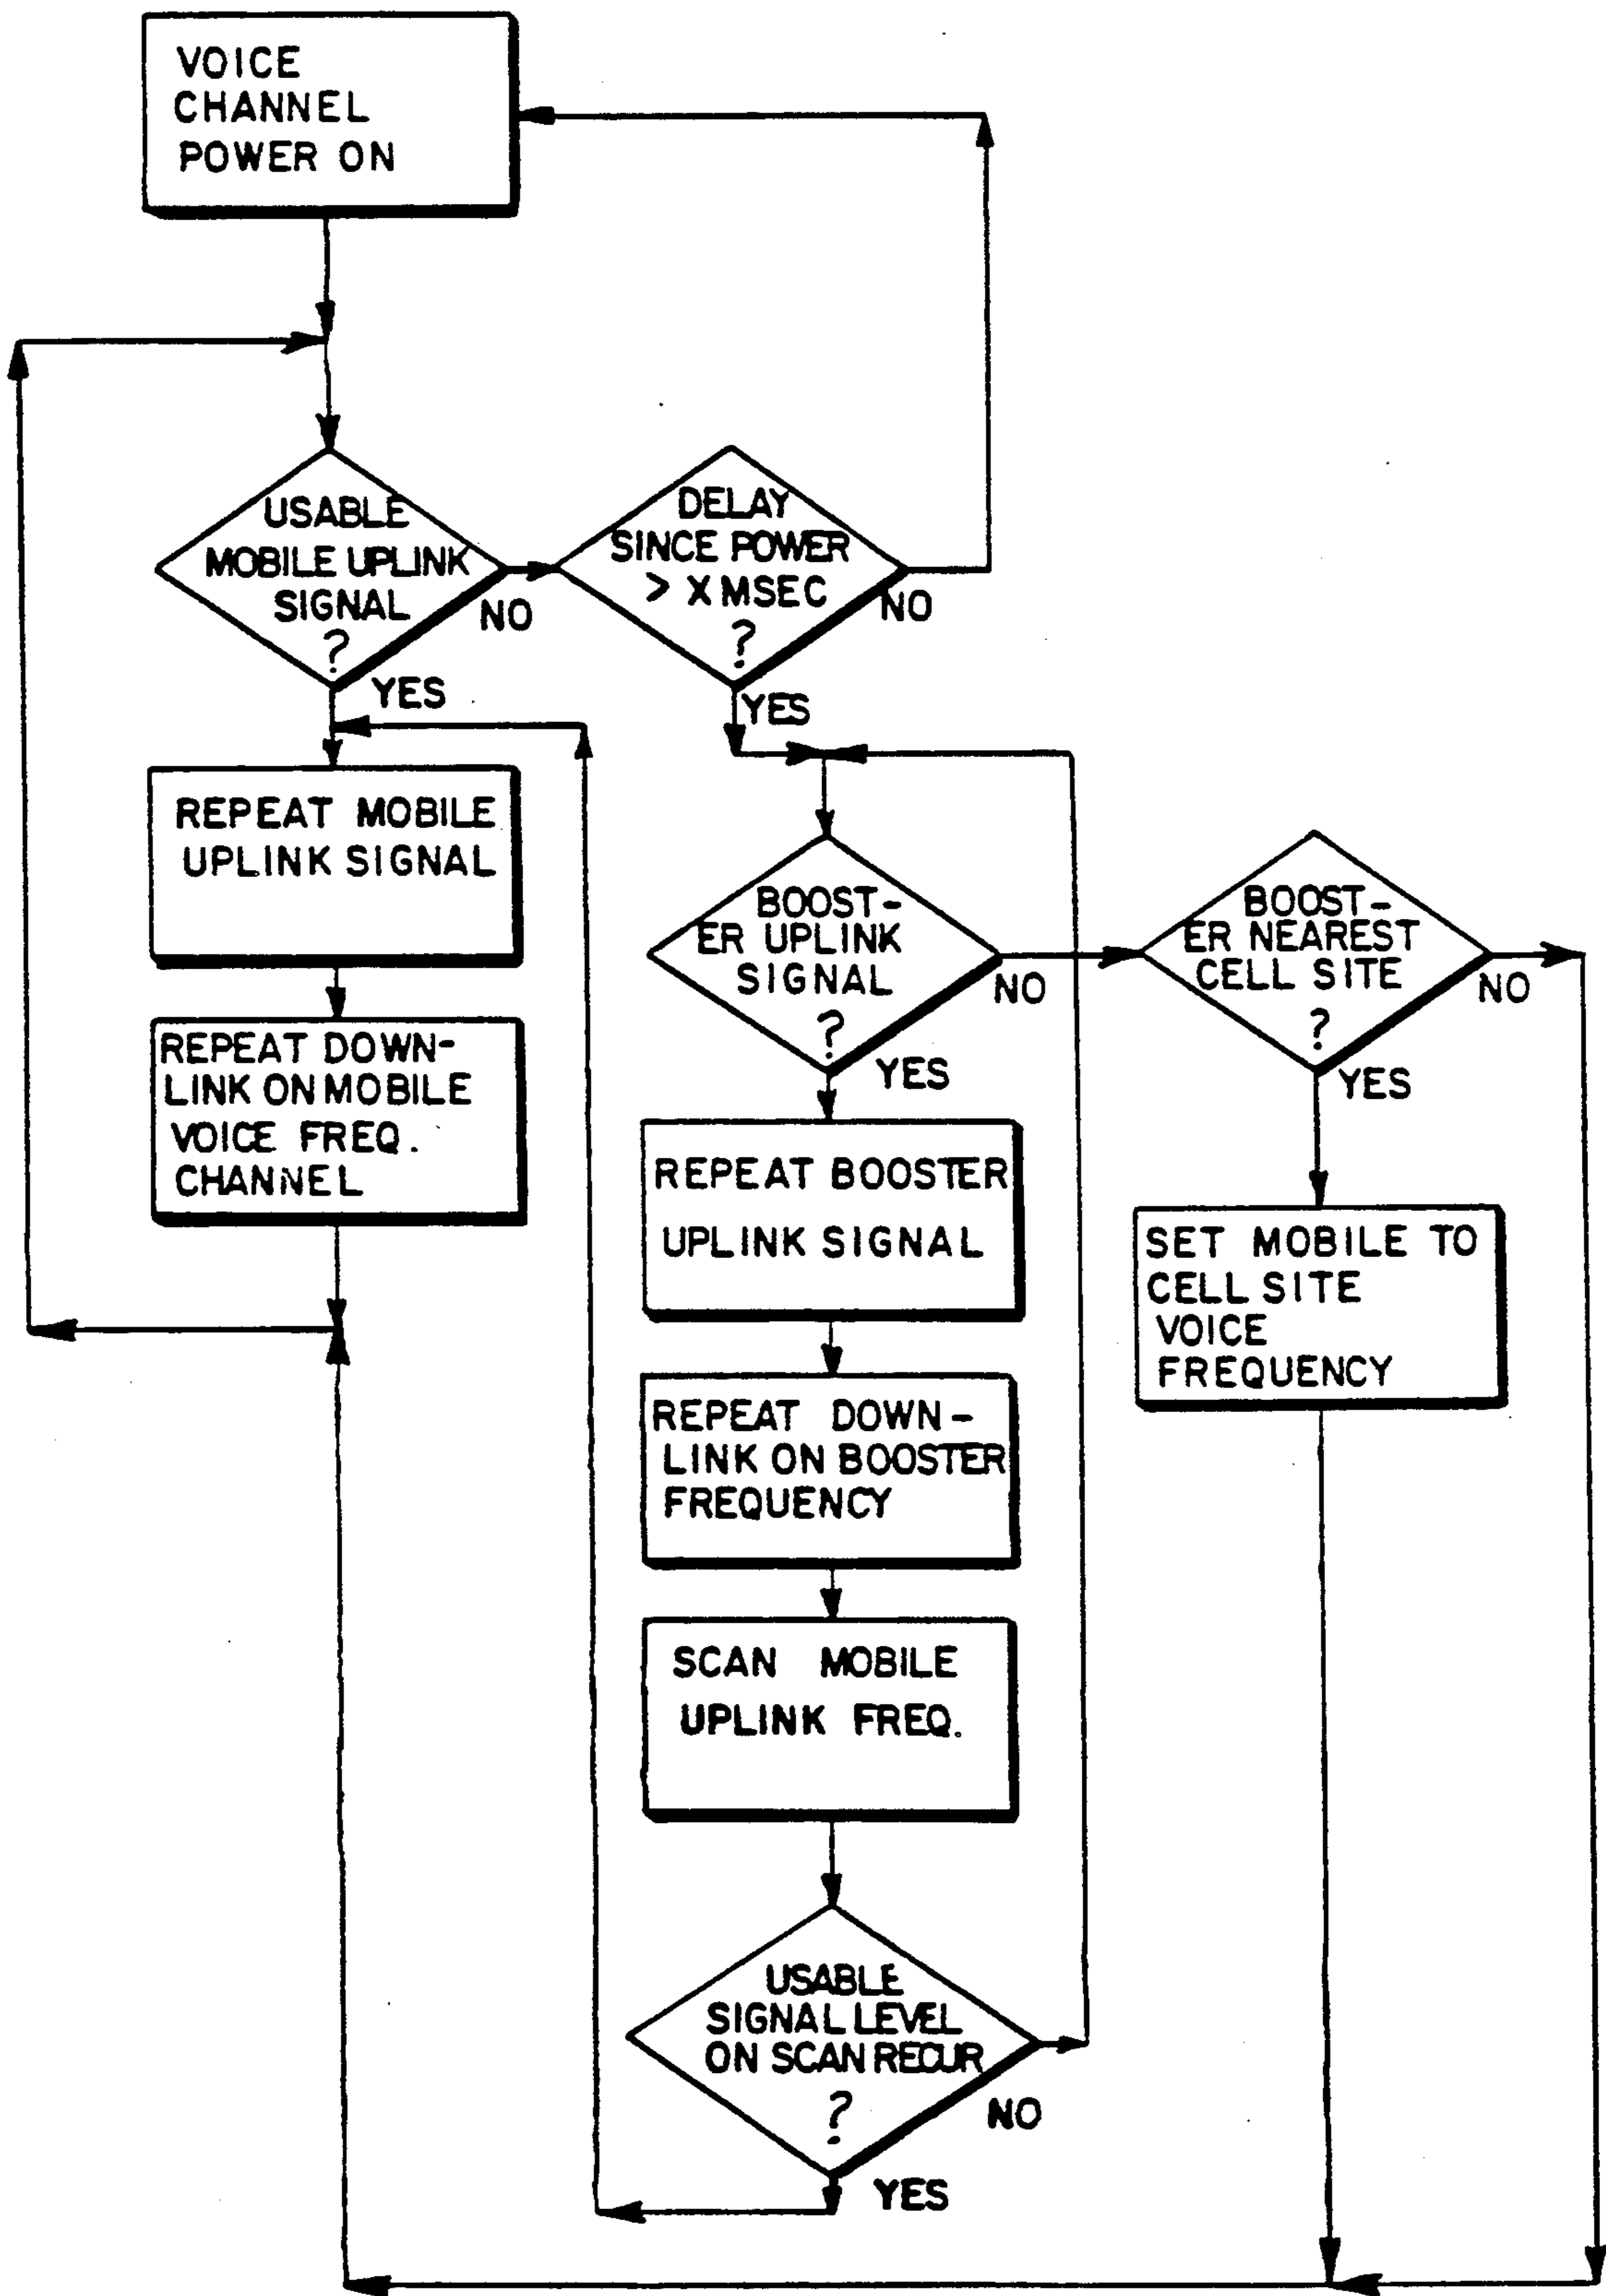 VOICE
CHANNEL
POWER ON
USABLE
MOBILE UPLINK
SIGNAL
?
NO
YES
DELAY
SINCE POWER
> X MSEC
?
NO
YES
REPEAT MOBILE
UPLINK SIGNAL
REPEAT DOWN-
LINK ON MOBILE
VOICE FREQ.
CHANNEL
BOOST-
ER UPLINK
SIGNAL
?
NO
YES
BOOST-
ER NEAREST
CELL SITE
?
NO
YES
REPEAT BOOSTER
UPLINK SIGNAL
SET MOBILE TO
CELL SITE
VOICE
FREQUENCY
REPEAT DOWN-
LINK ON BOOSTER
FREQUENCY
SCAN MOBILE
UPLINK FREQ.
USABLE
SIGNAL LEVEL
ON SCAN RECUR
?
NO
YES